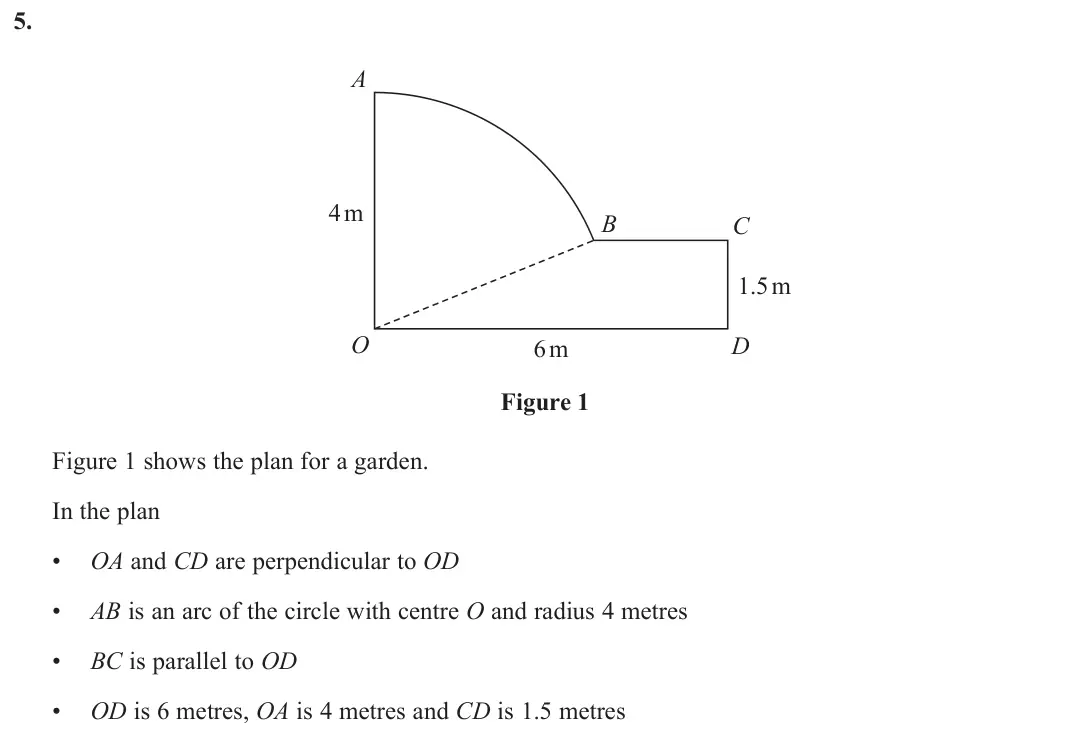 5.
A
4 m
B
C
1.5 m
O
6 m
D
Figure 1
Figure 1 shows the plan for a garden.
In the plan
• OA and CD are perpendicular to OD
• AB is an arc of the circle with centre O and radius 4 metres
• BC is parallel to OD
• OD is 6 metres, OA is 4 metres and CD is 1.5 metres